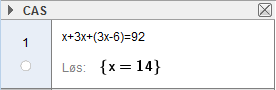 CAS
1
x+3x+(3x-6)=92
Løs: {x = 14}